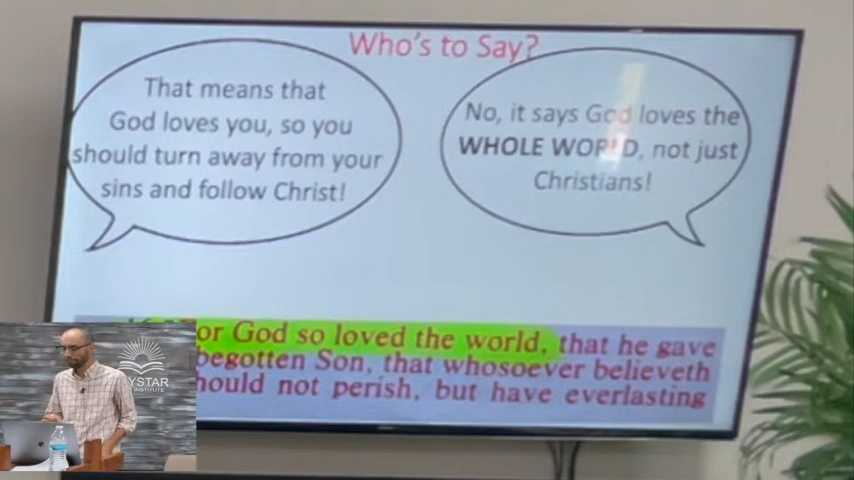 Who's to Say?
That means that
God loves you, so you
should turn away from your
sins and follow Christ!
No, it says God loves the
WHOLE WORLD, not just
Christians!
or God so loved the world, that he gave
begotten Son, that whosoever believeth
hould not perish, but have everlasting
YSTAR
INSTITUTE